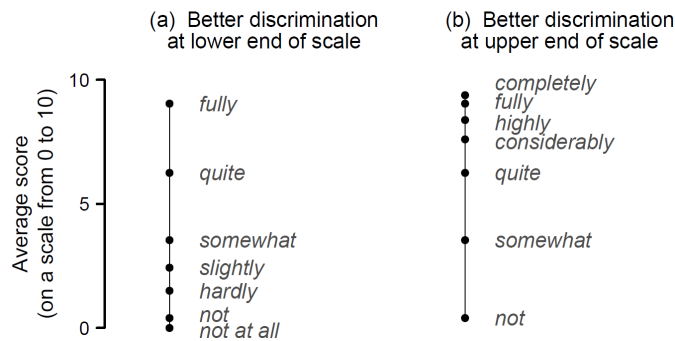 (a) Better discrimination
at lower end of scale
(b) Better discrimination
at upper end of scale
Average score
(on a scale from 0 to 10)
10
5
0
fully
quite
somewhat
slightly
hardly
not
not at all
completely
fully
highly
considerably
quite
somewhat
not